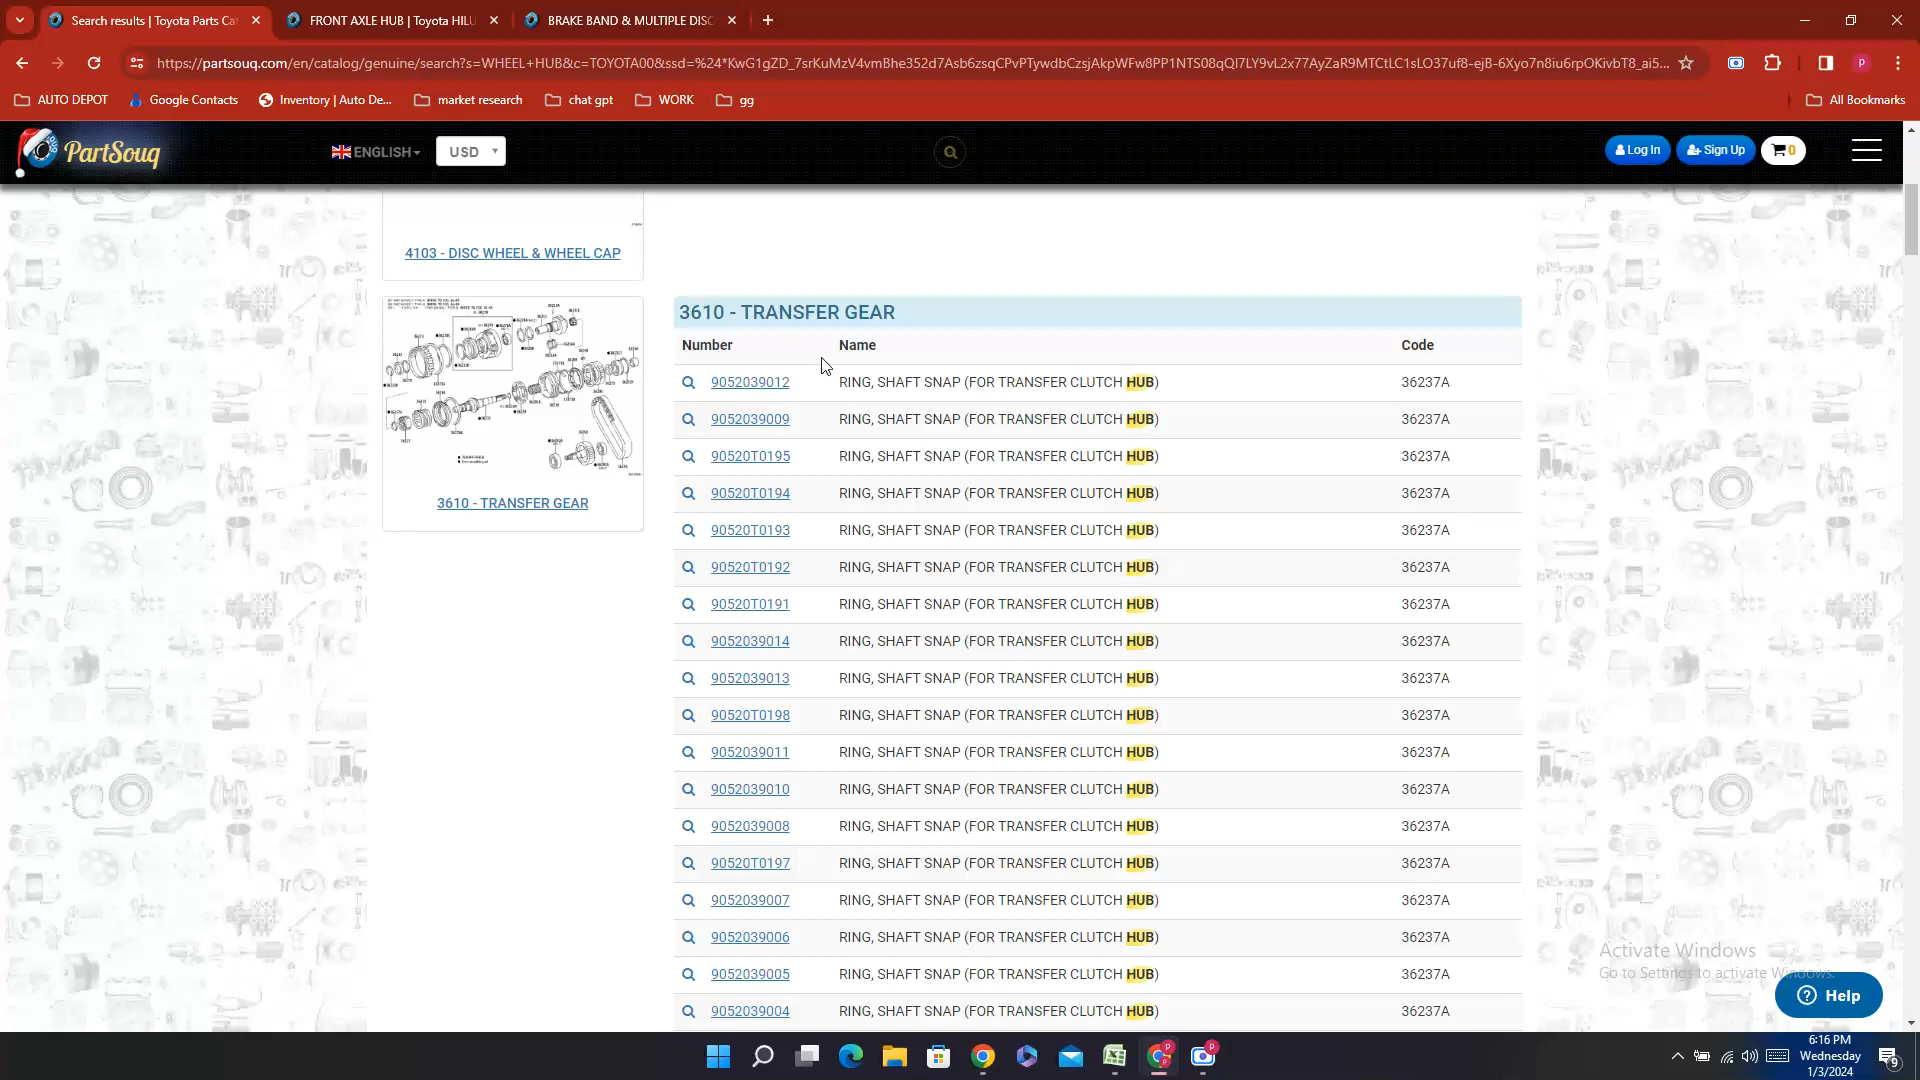 Search results | Toyota Parts Ca
FRONT AXLE HUB | Toyota HILU
BRAKE BAND & MULTIPLE DISC
https://partsouq.com/en/catalog/genuine/search?s=WHEEL+HUB&c=TOYOTA00&ssd=%24*KwG1gZD_7srKuMzV4vmBhe352d7Asb6zsqCPvPTywdbCzsjAkpWFw8PP1NTS08qQI7LY9vL2x77AyZaR9MTCtLC1sLO37uf8-ejB-6Xyo7n8iu6rpOKivbT8_ai5...
AUTO DEPOT
Google Contacts
Inventory | Auto De...
market research
chat gpt
WORK
gg
All Bookmarks
PartSouq
ENGLISH
USD
Log In
Sign Up
0
4103 - DISC WHEEL & WHEEL CAP
3610 - TRANSFER GEAR
3610 - TRANSFER GEAR
Number Name Code
9052039012 RING, SHAFT SNAP (FOR TRANSFER CLUTCH HUB) 36237A
9052039009 RING, SHAFT SNAP (FOR TRANSFER CLUTCH HUB) 36237A
90520T0195 RING, SHAFT SNAP (FOR TRANSFER CLUTCH HUB) 36237A
90520T0194 RING, SHAFT SNAP (FOR TRANSFER CLUTCH HUB) 36237A
90520T0193 RING, SHAFT SNAP (FOR TRANSFER CLUTCH HUB) 36237A
90520T0192 RING, SHAFT SNAP (FOR TRANSFER CLUTCH HUB) 36237A
90520T0191 RING, SHAFT SNAP (FOR TRANSFER CLUTCH HUB) 36237A
9052039014 RING, SHAFT SNAP (FOR TRANSFER CLUTCH HUB) 36237A
9052039013 RING, SHAFT SNAP (FOR TRANSFER CLUTCH HUB) 36237A
90520T0198 RING, SHAFT SNAP (FOR TRANSFER CLUTCH HUB) 36237A
9052039011 RING, SHAFT SNAP (FOR TRANSFER CLUTCH HUB) 36237A
9052039010 RING, SHAFT SNAP (FOR TRANSFER CLUTCH HUB) 36237A
9052039008 RING, SHAFT SNAP (FOR TRANSFER CLUTCH HUB) 36237A
90520T0197 RING, SHAFT SNAP (FOR TRANSFER CLUTCH HUB) 36237A
9052039007 RING, SHAFT SNAP (FOR TRANSFER CLUTCH HUB) 36237A
9052039006 RING, SHAFT SNAP (FOR TRANSFER CLUTCH HUB) 36237A
9052039005 RING, SHAFT SNAP (FOR TRANSFER CLUTCH HUB) 36237A
9052039004 RING, SHAFT SNAP (FOR TRANSFER CLUTCH HUB) 36237A
Activate Windows
Go to Settings to activate Windows.
Help
6:16 PM
Wednesday
1/3/2024
9